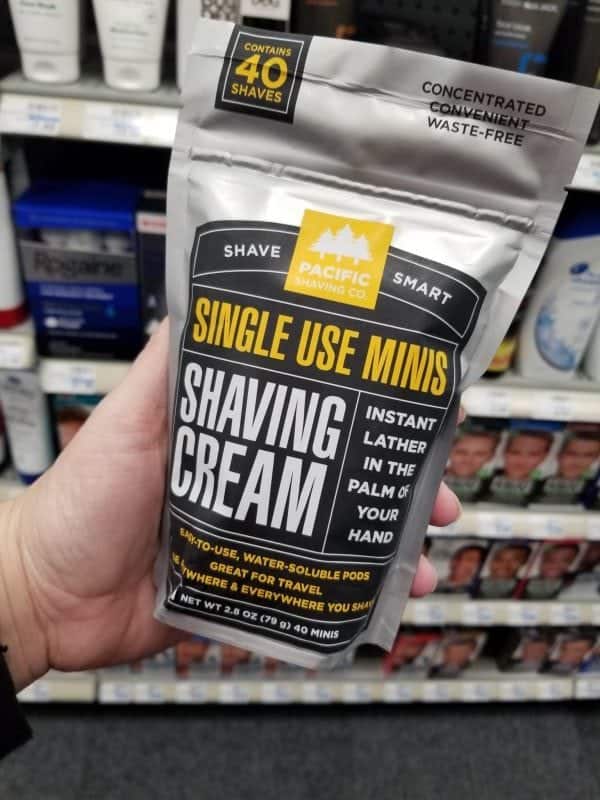 CONTAINS
40
SHAVES
CONCENTRATED
CONVENIENT
WASTE-FREE
SHAVE
PACIFIC
SHAVING CO.
SMART
SINGLE USE MINIS
SHAVING
CREAM
INSTANT
LATHER
IN THE
PALM OF
YOUR
HAND
EASY-TO-USE, WATER-SOLUBLE PODS
GREAT FOR TRAVEL
WHERE & EVERYWHERE YOU
NET WT 2.8 OZ (79 g) 40 MINIS
Rogaine